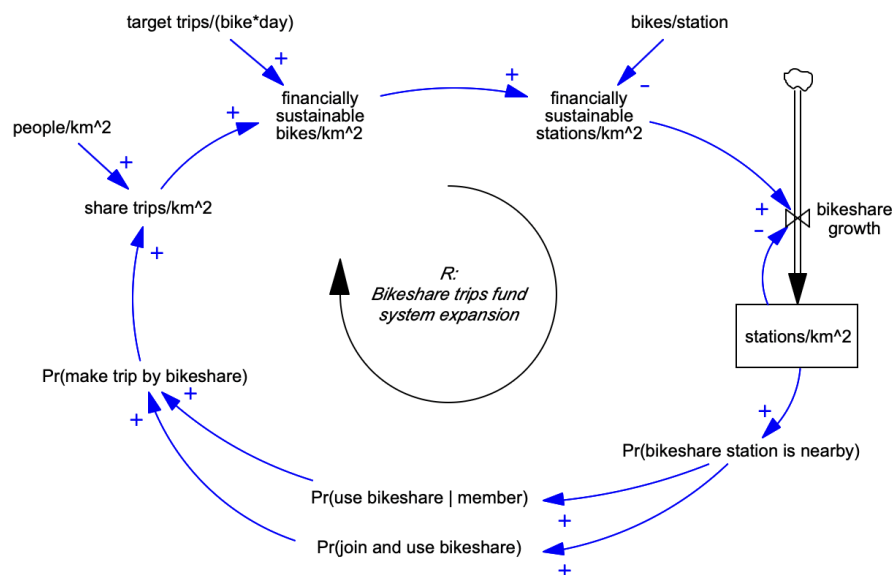 target trips/(bike*day)
bikes/station
+
+
−
financially
sustainable
bikes/km^2
financially
sustainable
stations/km^2
+
people/km^2
+
share trips/km^2
+
−
bikeshare
growth
+
R:
Bikeshare trips fund
system expansion
stations/km^2
Pr(make trip by bikeshare)
+
+
+
Pr(bikeshare station is nearby)
Pr(use bikeshare | member)
+
Pr(join and use bikeshare)
+